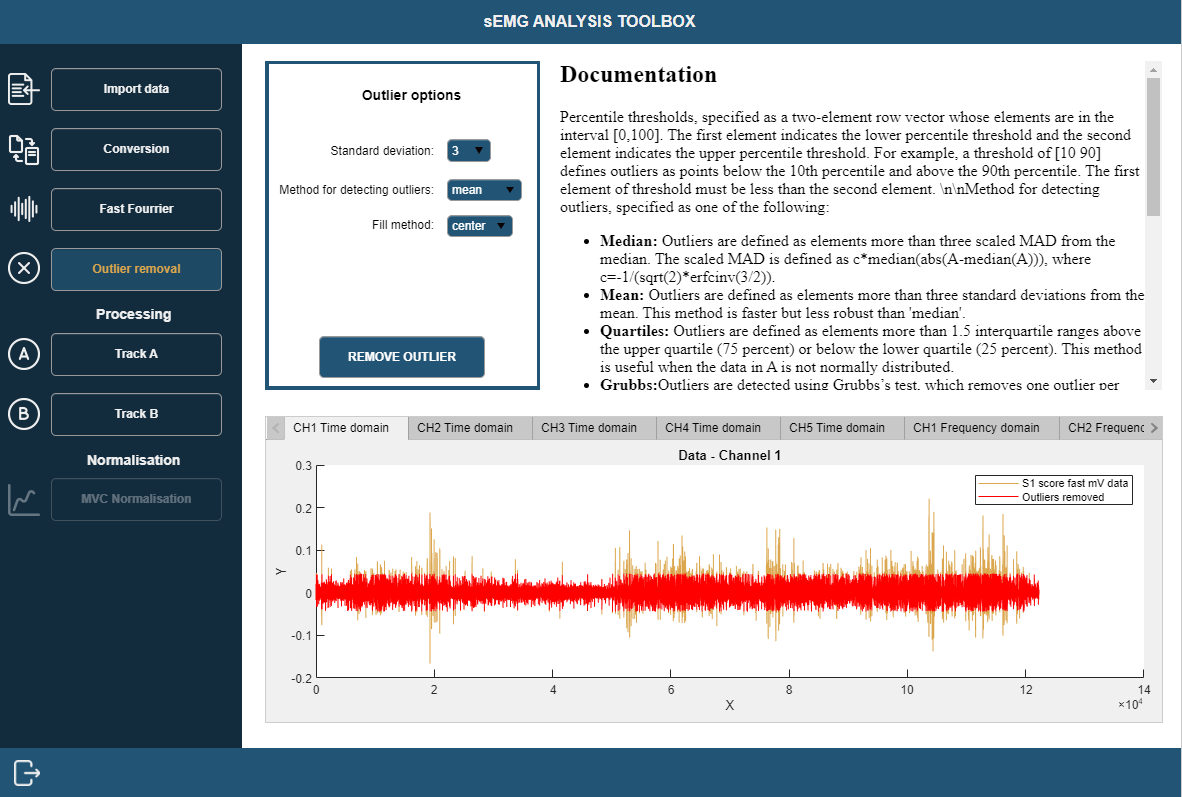 sEMG ANALYSIS TOOLBOX
Import data
Conversion
Fast Fourrier
Outlier removal
Processing
A
Track A
B
Track B
Normalisation
MVC Normalisation
Outlier options
Standard deviation: 3
Method for detecting outliers: mean
Fill method: center
REMOVE OUTLIER
Documentation
Percentile thresholds, specified as a two-element row vector whose elements are in the
interval [0,100]. The first element indicates the lower percentile threshold and the second
element indicates the upper percentile threshold. For example, a threshold of [10 90]
defines outliers as points below the 10th percentile and above the 90th percentile. The first
element of threshold must be less than the second element. \n\nMethod for detecting
outliers, specified as one of the following:
• Median: Outliers are defined as elements more than three scaled MAD from the
median. The scaled MAD is defined as c*median(abs(A-median(A))), where
c=-1/(sqrt(2)*erfcinv(3/2)).
• Mean: Outliers are defined as elements more than three standard deviations from the
mean. This method is faster but less robust than 'median'.
• Quartiles: Outliers are defined as elements more than 1.5 interquartile ranges above
the upper quartile (75 percent) or below the lower quartile (25 percent). This method
is useful when the data in A is not normally distributed.
• Grubbs:Outliers are detected using Grubbs’s test, which removes one outlier per
CH1 Time domain CH2 Time domain CH3 Time domain CH4 Time domain CH5 Time domain CH1 Frequency domain CH2 Frequenc
Data - Channel 1
S1 score fast mV data
Outliers removed
0.3
0.2
0.1
0
-0.1
-0.2
Y
0 2 4 6 8 10 12 14
X
×10⁴